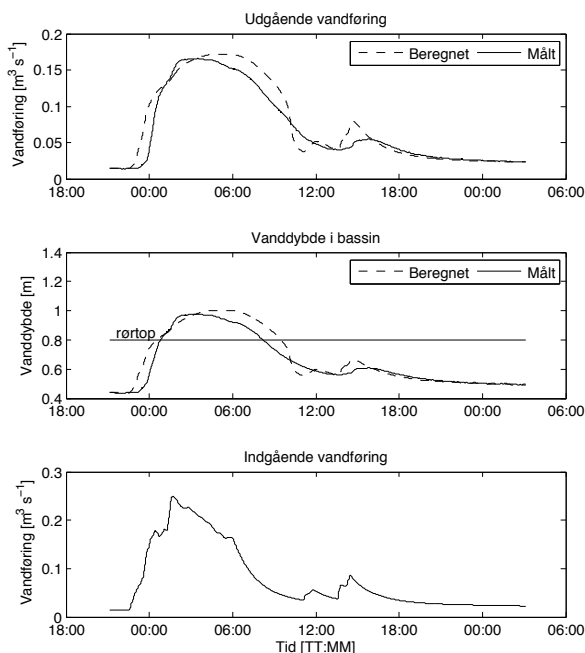 Udgående vandføring
Vandføring [m³ s⁻¹]
0.2
0.15
0.1
0.05
0
Beregnet
Målt
18:00 00:00 06:00 12:00 18:00 00:00 06:00
Vanddybde i bassin
Vanddybde [m]
1.4
1.2
1
0.8
0.6
0.4
Beregnet
Målt
rørtop
18:00 00:00 06:00 12:00 18:00 00:00 06:00
Indgående vandføring
Vandføring [m³ s⁻¹]
0.3
0.2
0.1
0
18:00 00:00 06:00 12:00 18:00 00:00 06:00
Tid [TT:MM]